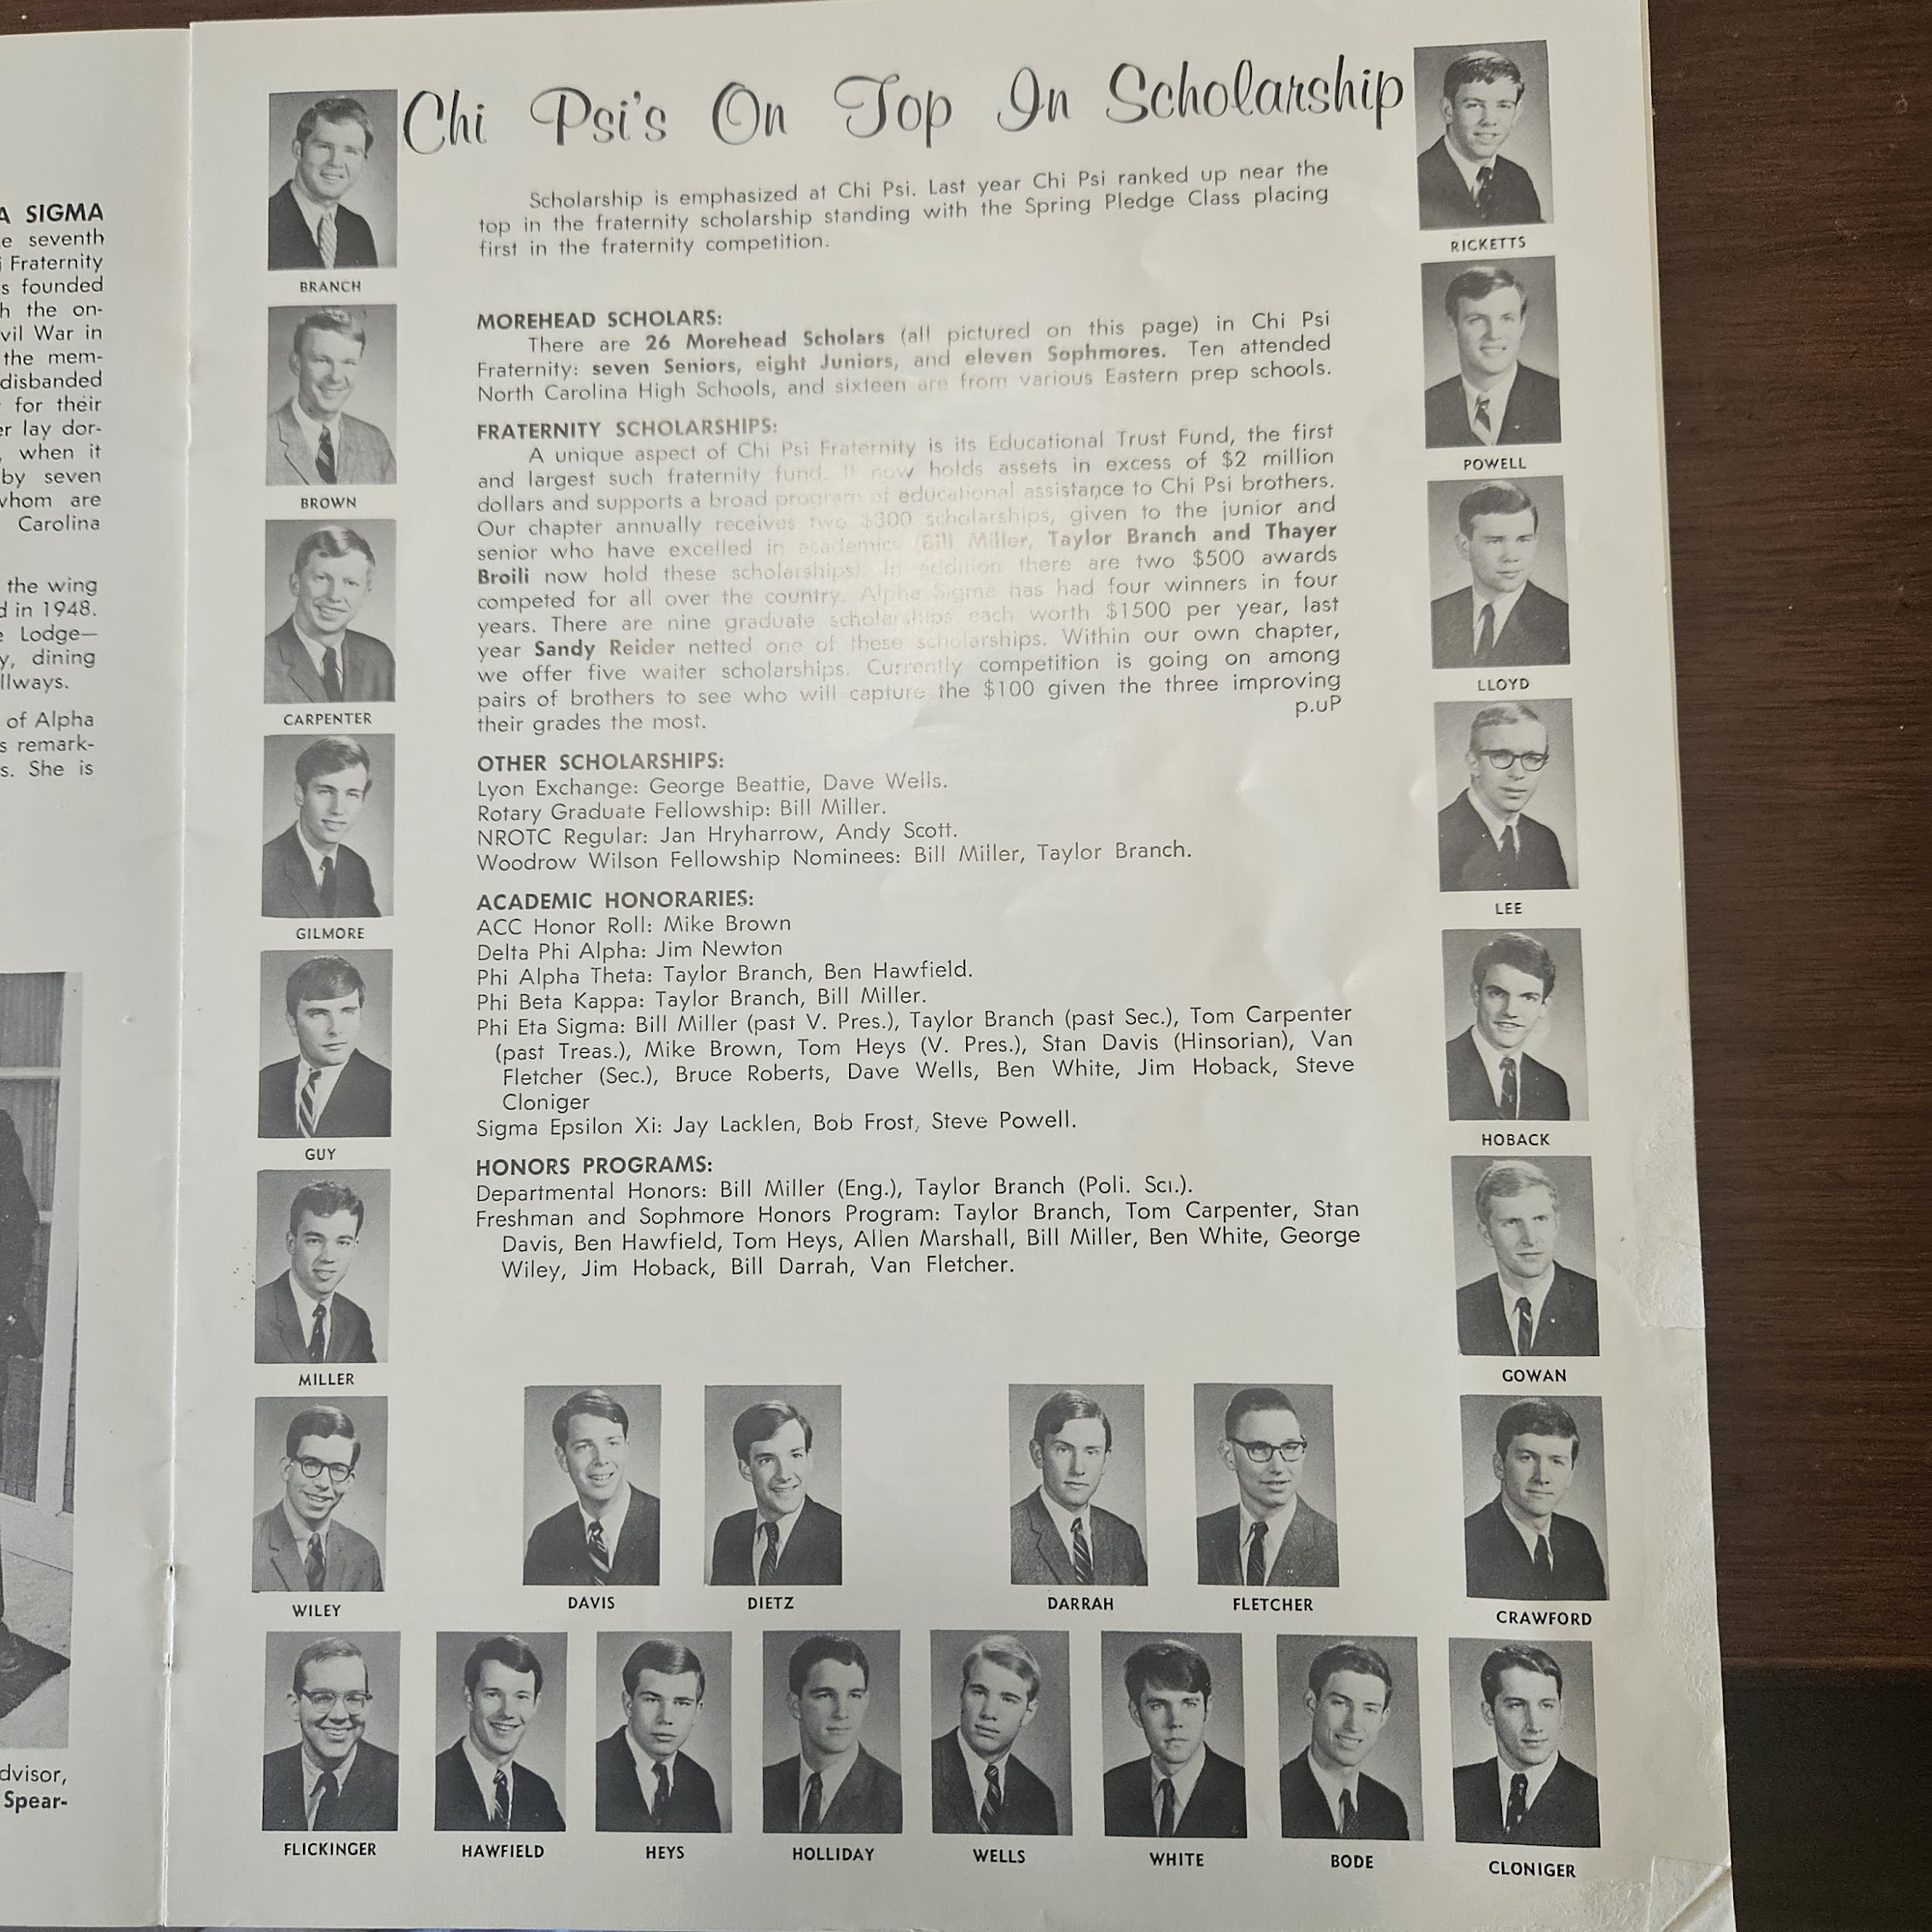 A SIGMA
e seventh
i Fraternity
s founded
h the on-
vil War in
the mem-
disbanded
for their
er lay dor-
, when it
by seven
whom are
Carolina
the wing
d in 1948.
e Lodge—
y, dining
llways.
of Alpha
s remark-
s. She is
dvisor,
Spear-
Chi Psi's On Top In Scholarship
Scholarship is emphasized at Chi Psi. Last year Chi Psi ranked up near the
top in the fraternity scholarship standing with the Spring Pledge Class placing
first in the fraternity competition.
MOREHEAD SCHOLARS:
There are 26 Morehead Scholars (all pictured on this page) in Chi Psi
Fraternity: seven Seniors, eight Juniors, and eleven Sophmores. Ten attended
North Carolina High Schools, and sixteen are from various Eastern prep schools.
FRATERNITY SCHOLARSHIPS:
A unique aspect of Chi Psi Fraternity is its Educational Trust Fund, the first
and largest such fraternity fund. It now holds assets in excess of $2 million
dollars and supports a broad program of educational assistance to Chi Psi brothers.
Our chapter annually receives two $300 scholarships, given to the junior and
senior who have excelled in academics (Bill Miller, Taylor Branch and Thayer
Broili now hold these scholarships). In addition there are two $500 awards
competed for all over the country. Alpha Sigma has had four winners in four
years. There are nine graduate scholarships each worth $1500 per year, last
year Sandy Reider netted one of these scholarships. Within our own chapter,
we offer five waiter scholarships. Currently competition is going on among
pairs of brothers to see who will capture the $100 given the three improving
their grades the most. p.uP
OTHER SCHOLARSHIPS:
Lyon Exchange: George Beattie, Dave Wells.
Rotary Graduate Fellowship: Bill Miller.
NROTC Regular: Jan Hryharrow, Andy Scott.
Woodrow Wilson Fellowship Nominees: Bill Miller, Taylor Branch.
ACADEMIC HONORARIES:
ACC Honor Roll: Mike Brown
Delta Phi Alpha: Jim Newton
Phi Alpha Theta: Taylor Branch, Ben Hawfield.
Phi Beta Kappa: Taylor Branch, Bill Miller.
Phi Eta Sigma: Bill Miller (past V. Pres.), Taylor Branch (past Sec.), Tom Carpenter
(past Treas.), Mike Brown, Tom Heys (V. Pres.), Stan Davis (Hinsorian), Van
Fletcher (Sec.), Bruce Roberts, Dave Wells, Ben White, Jim Hoback, Steve
Cloniger
Sigma Epsilon Xi: Jay Lacklen, Bob Frost, Steve Powell.
HONORS PROGRAMS:
Departmental Honors: Bill Miller (Eng.), Taylor Branch (Poli. Sci.).
Freshman and Sophmore Honors Program: Taylor Branch, Tom Carpenter, Stan
Davis, Ben Hawfield, Tom Heys, Allen Marshall, Bill Miller, Ben White, George
Wiley, Jim Hoback, Bill Darrah, Van Fletcher.
BRANCH
BROWN
CARPENTER
GILMORE
GUY
MILLER
WILEY
RICKETTS
POWELL
LLOYD
LEE
HOBACK
GOWAN
CRAWFORD
DAVIS
DIETZ
DARRAH
FLETCHER
FLICKINGER
HAWFIELD
HEYS
HOLLIDAY
WELLS
WHITE
BODE
CLONIGER